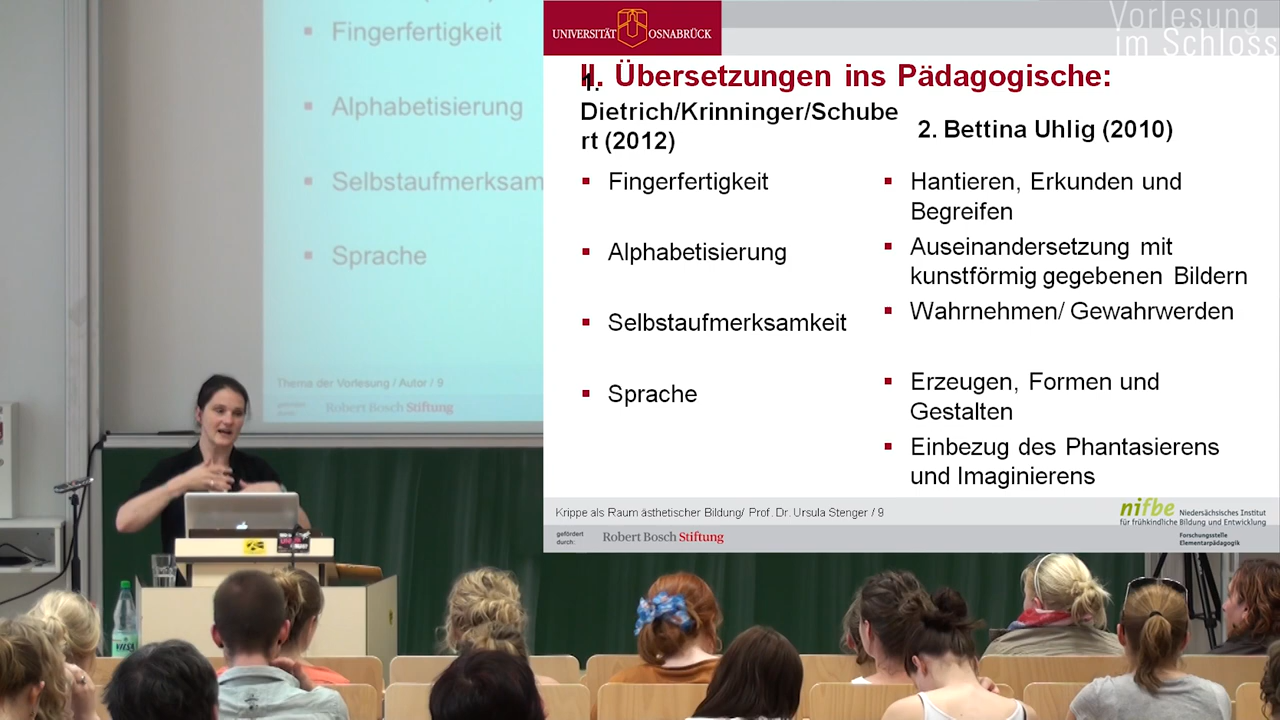 Fingerfertigkeit
Alphabetisierung
Selbstaufmerksam
Sprache
Thema der Vorlesung / Autor / 9
gefördert
durch:
Robert Bosch Stiftung
UNIVERSITÄT OSNABRÜCK
Vorlesung
im Schloss
II. Übersetzungen ins Pädagogische:
1.
Dietrich/Krinninger/Schube
rt (2012)
Fingerfertigkeit
Alphabetisierung
Selbstaufmerksamkeit
Sprache
2. Bettina Uhlig (2010)
Hantieren, Erkunden und
Begreifen
Auseinandersetzung mit
kunstförmig gegebenen Bildern
Wahrnehmen/ Gewahrwerden
Erzeugen, Formen und
Gestalten
Einbezug des Phantasierens
und Imaginierens
Krippe als Raum ästhetischer Bildung/ Prof. Dr. Ursula Stenger / 9
nifbe Niedersächsisches Institut
für frühkindliche Bildung und Entwicklung
Forschungsstelle
Elementarpädagogik
gefördert
durch:
Robert Bosch Stiftung